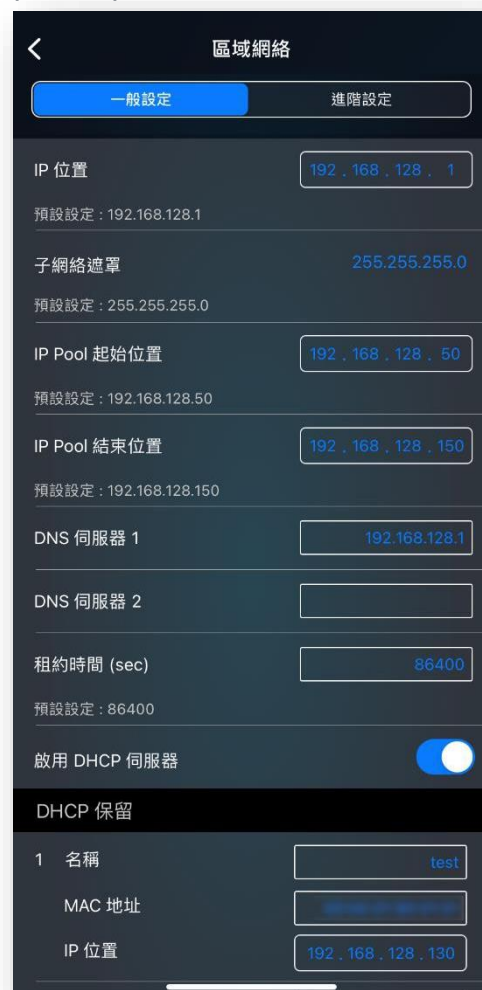 區域網絡
一般設定 進階設定
IP 位置 192 . 168 . 128 . 1
預設設定 : 192.168.128.1
子網絡遮罩 255.255.255.0
預設設定 : 255.255.255.0
IP Pool 起始位置 192 . 168 . 128 . 50
預設設定 : 192.168.128.50
IP Pool 結束位置 192 . 168 . 128 . 150
預設設定 : 192.168.128.150
DNS 伺服器 1 192.168.128.1
DNS 伺服器 2
租約時間 (sec) 86400
預設設定 : 86400
啟用 DHCP 伺服器
DHCP 保留
1 名稱 test
MAC 地址
IP 位置 192 . 168 . 128 . 130